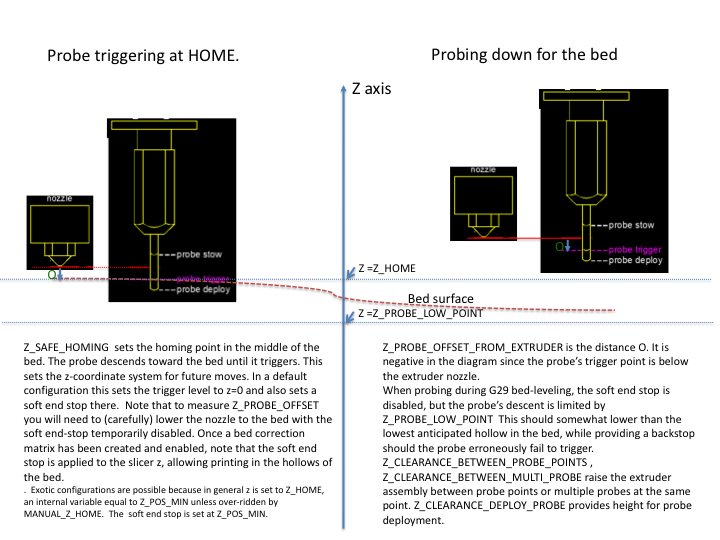 Probe triggering at HOME.
Probing down for the bed
Z axis
nozzle
probe stow
probe trigger
probe deploy
O
nozzle
probe stow
O
probe trigger
probe deploy
Z =Z_HOME
Bed surface
Z =Z_PROBE_LOW_POINT
Z_SAFE_HOMING sets the homing point in the middle of the
bed. The probe descends toward the bed until it triggers. This
sets the z-coordinate system for future moves. In a default
configuration this sets the trigger level to z=0 and also sets a
soft end stop there. Note that to measure Z_PROBE_OFFSET
you will need to (carefully) lower the nozzle to the bed with the
soft end-stop temporarily disabled. Once a bed correction
matrix has been created and enabled, note that the soft end
stop is applied to the slicer z, allowing printing in the hollows of
the bed.
. Exotic configurations are possible because in general z is set to Z_HOME,
an internal variable equal to Z_POS_MIN unless over-ridden by
MANUAL_Z_HOME. The soft end stop is set at Z_POS_MIN.
Z_PROBE_OFFSET_FROM_EXTRUDER is the distance O. It is
negative in the diagram since the probe's trigger point is below
the extruder nozzle.
When probing during G29 bed-leveling, the soft end stop is
disabled, but the probe's descent is limited by
Z_PROBE_LOW_POINT This should somewhat lower than the
lowest anticipated hollow in the bed, while providing a backstop
should the probe erroneously fail to trigger.
Z_CLEARANCE_BETWEEN_PROBE_POINTS ,
Z_CLEARANCE_BETWEEN_MULTI_PROBE raise the extruder
assembly between probe points or multiple probes at the same
point. Z_CLEARANCE_DEPLOY_PROBE provides height for probe
deployment.